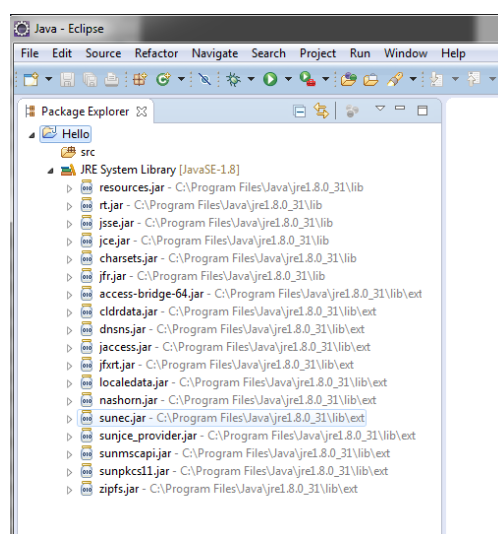 Java - Eclipse
File Edit Source Refactor Navigate Search Project Run Window Help
Package Explorer
Hello
src
JRE System Library [JavaSE-1.8]
resources.jar - C:\Program Files\Java\jre1.8.0_31\lib
rt.jar - C:\Program Files\Java\jre1.8.0_31\lib
jsse.jar - C:\Program Files\Java\jre1.8.0_31\lib
jce.jar - C:\Program Files\Java\jre1.8.0_31\lib
charsets.jar - C:\Program Files\Java\jre1.8.0_31\lib
jfr.jar - C:\Program Files\Java\jre1.8.0_31\lib
access-bridge-64.jar - C:\Program Files\Java\jre1.8.0_31\lib\ext
cldrdata.jar - C:\Program Files\Java\jre1.8.0_31\lib\ext
dnsns.jar - C:\Program Files\Java\jre1.8.0_31\lib\ext
jaccess.jar - C:\Program Files\Java\jre1.8.0_31\lib\ext
jfxrt.jar - C:\Program Files\Java\jre1.8.0_31\lib\ext
localedata.jar - C:\Program Files\Java\jre1.8.0_31\lib\ext
nashorn.jar - C:\Program Files\Java\jre1.8.0_31\lib\ext
sunec.jar - C:\Program Files\Java\jre1.8.0_31\lib\ext
sunjce_provider.jar - C:\Program Files\Java\jre1.8.0_31\lib\ext
sunmscapi.jar - C:\Program Files\Java\jre1.8.0_31\lib\ext
sunpkcs11.jar - C:\Program Files\Java\jre1.8.0_31\lib\ext
zipfs.jar - C:\Program Files\Java\jre1.8.0_31\lib\ext